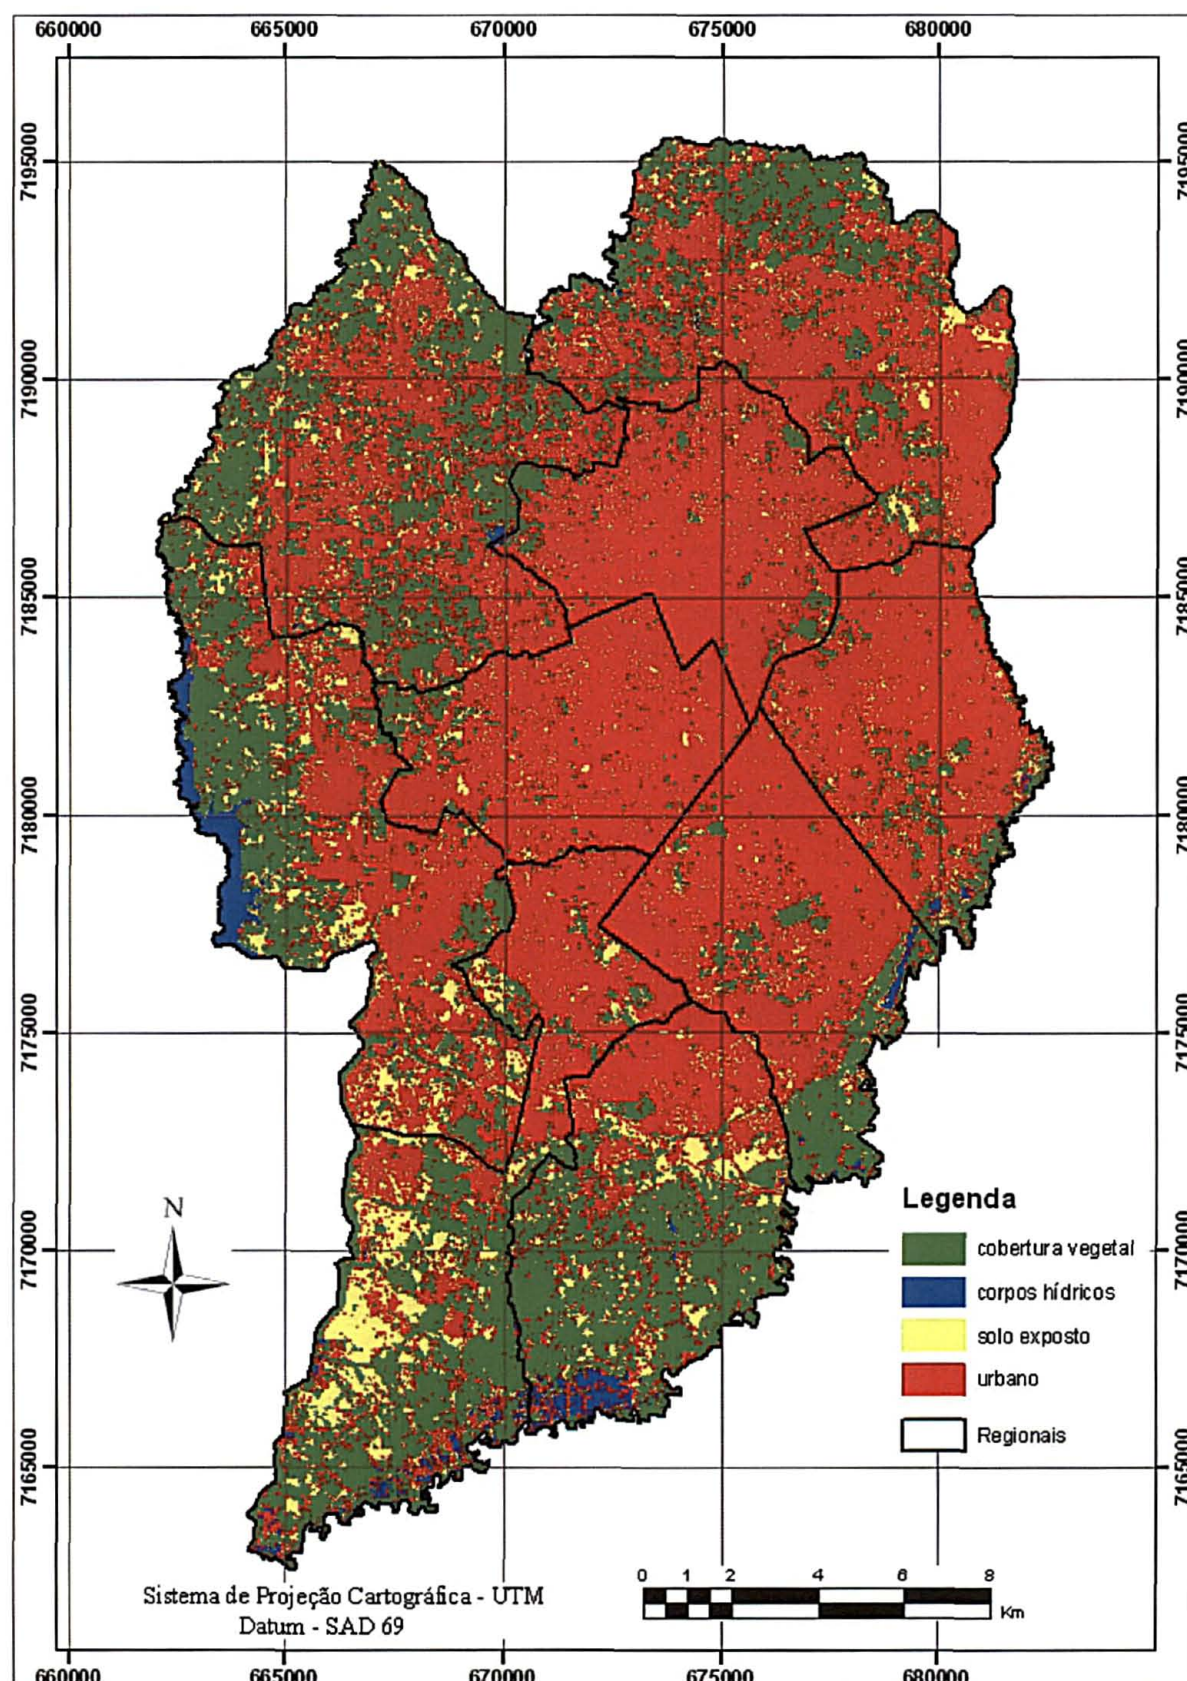 660000 665000 670000 675000 680000
7195000 7195000
7190000 7190000
7185000 7185000
7180000 7180000
7175000 7175000
N
Legenda
cobertura vegetal
7170000 7170000
corpos hídricos
solo exposto
urbano
Regionais
7165000 7165000
0 1 2 4 6 8
Km
Sistema de Projeção Cartográfica - UTM
Datum - SAD 69
660000 665000 670000 675000 680000